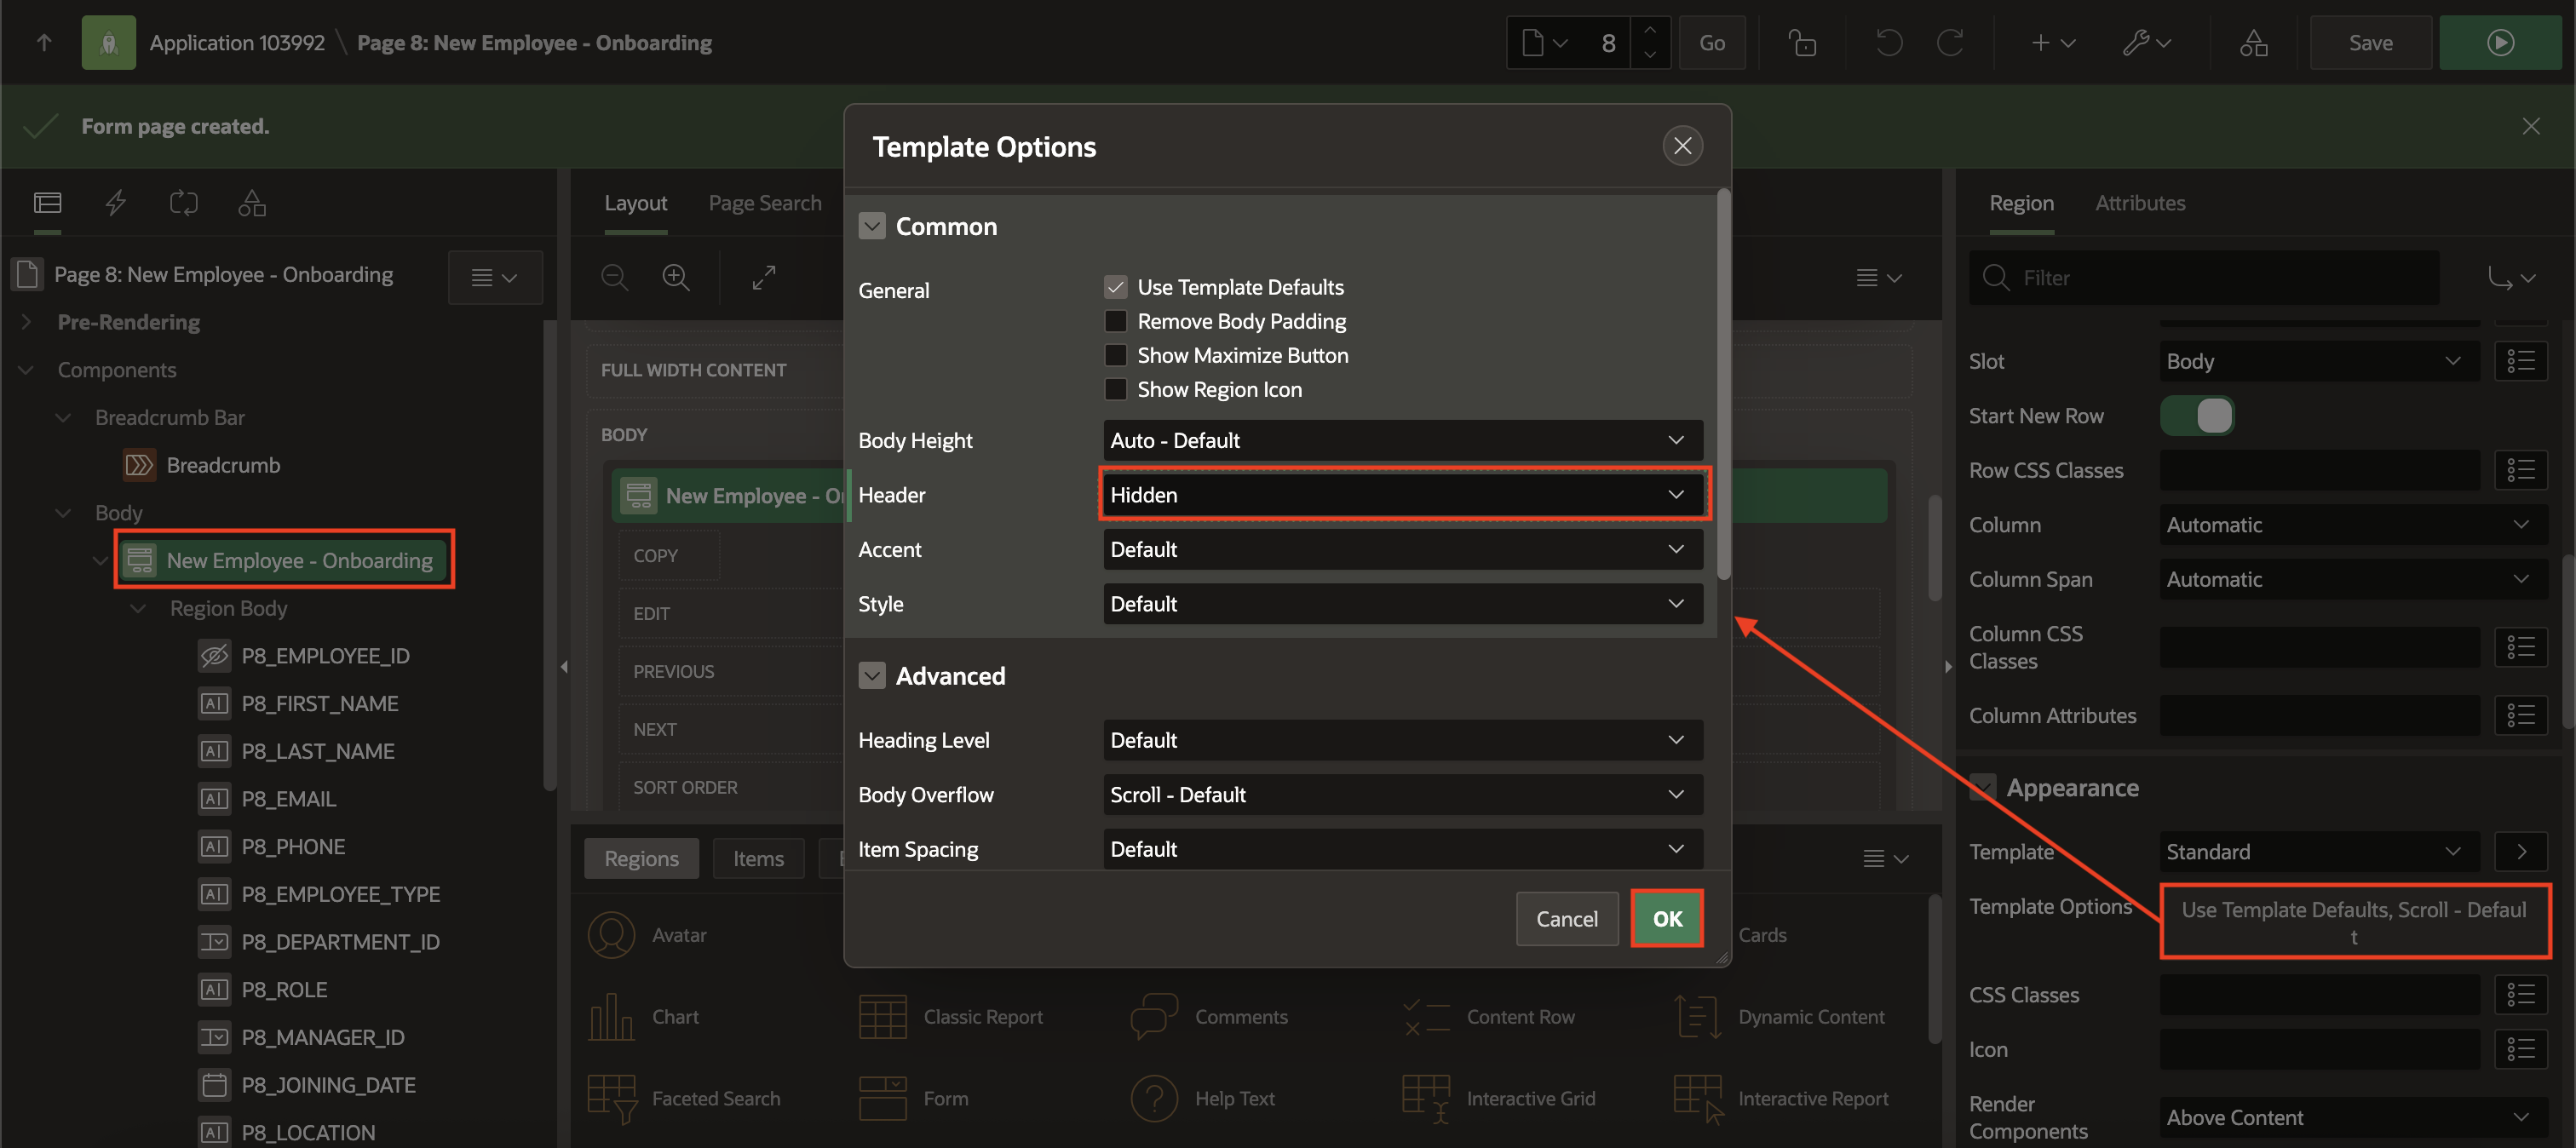 Application 103992 \ Page 8: New Employee - Onboarding
8
Go
Save
Form page created.
Template Options
Layout
Page Search
Region
Attributes
Page 8: New Employee - Onboarding
Pre-Rendering
Components
Breadcrumb Bar
Breadcrumb
Body
New Employee - Onboarding
Region Body
P8_EMPLOYEE_ID
P8_FIRST_NAME
P8_LAST_NAME
P8_EMAIL
P8_PHONE
P8_EMPLOYEE_TYPE
P8_DEPARTMENT_ID
P8_ROLE
P8_MANAGER_ID
P8_JOINING_DATE
P8_LOCATION
FULL WIDTH CONTENT
BODY
New Employee - O
COPY
EDIT
PREVIOUS
NEXT
SORT ORDER
Common
General
Use Template Defaults
Remove Body Padding
Show Maximize Button
Show Region Icon
Body Height
Auto - Default
Header
Hidden
Accent
Default
Style
Default
Advanced
Heading Level
Default
Body Overflow
Scroll - Default
Item Spacing
Default
Cancel
OK
Regions
Items
Avatar
Cards
Chart
Classic Report
Comments
Content Row
Dynamic Content
Faceted Search
Form
Help Text
Interactive Grid
Interactive Report
Filter
Slot
Body
Start New Row
Row CSS Classes
Column
Automatic
Column Span
Automatic
Column CSS
Classes
Column Attributes
Appearance
Template
Standard
Template Options
Use Template Defaults, Scroll - Defaul
t
CSS Classes
Icon
Render
Components
Above Content